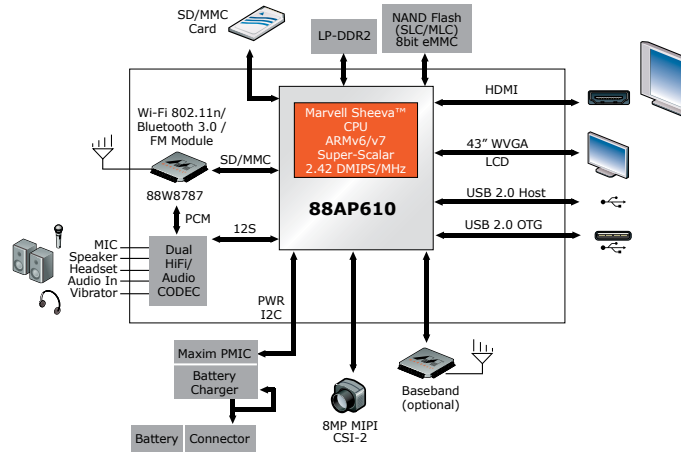 SD/MMC
Card
LP-DDR2
NAND Flash
(SLC/MLC)
8bit eMMC
Wi-Fi 802.11n/
Bluetooth 3.0 /
FM Module
88W8787
SD/MMC
PCM
12S
Marvell Sheeva™
CPU
ARMv6/v7
Super-Scalar
2.42 DMIPS/MHz
88AP610
HDMI
43” WVGA
LCD
USB 2.0 Host
USB 2.0 OTG
MIC
Speaker
Headset
Audio In
Vibrator
Dual
HiFi/
Audio
CODEC
PWR
I2C
Maxim PMIC
Battery
Charger
Battery
Connector
8MP MIPI
CSI-2
Baseband
(optional)